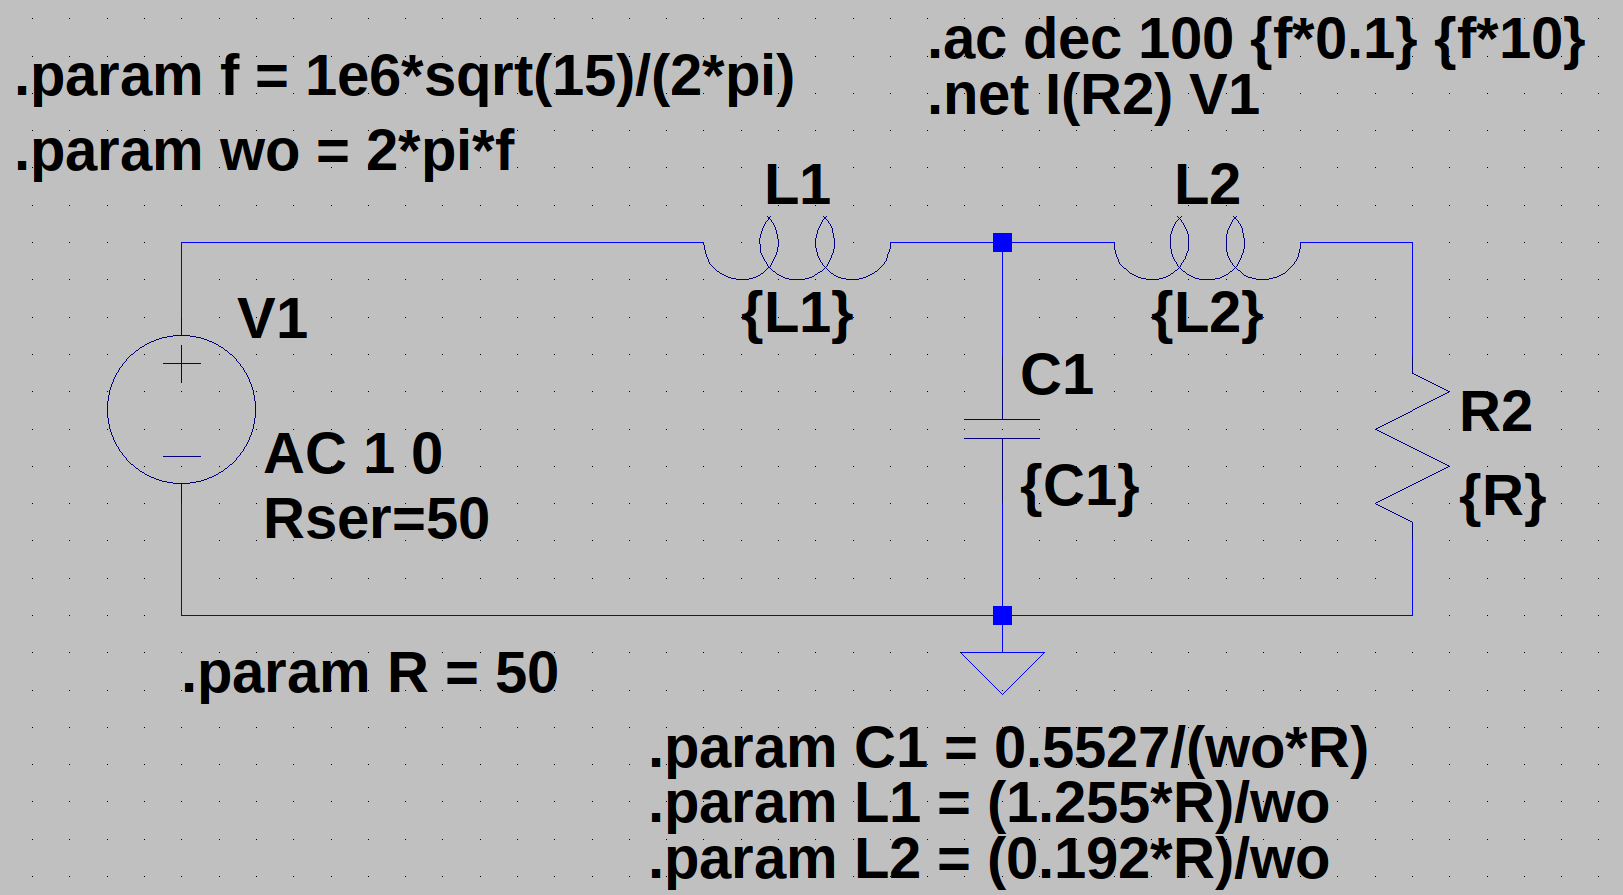 .ac dec 100 {f*0.1} {f*10}
.param f = 1e6*sqrt(15)/(2*pi)
.net I(R2) V1
.param wo = 2*pi*f
L1
L2
V1
{L1}
{L2}
C1
R2
AC 1 0
{C1}
{R}
Rser=50
.param R = 50
.param C1 = 0.5527/(wo*R)
.param L1 = (1.255*R)/wo
.param L2 = (0.192*R)/wo